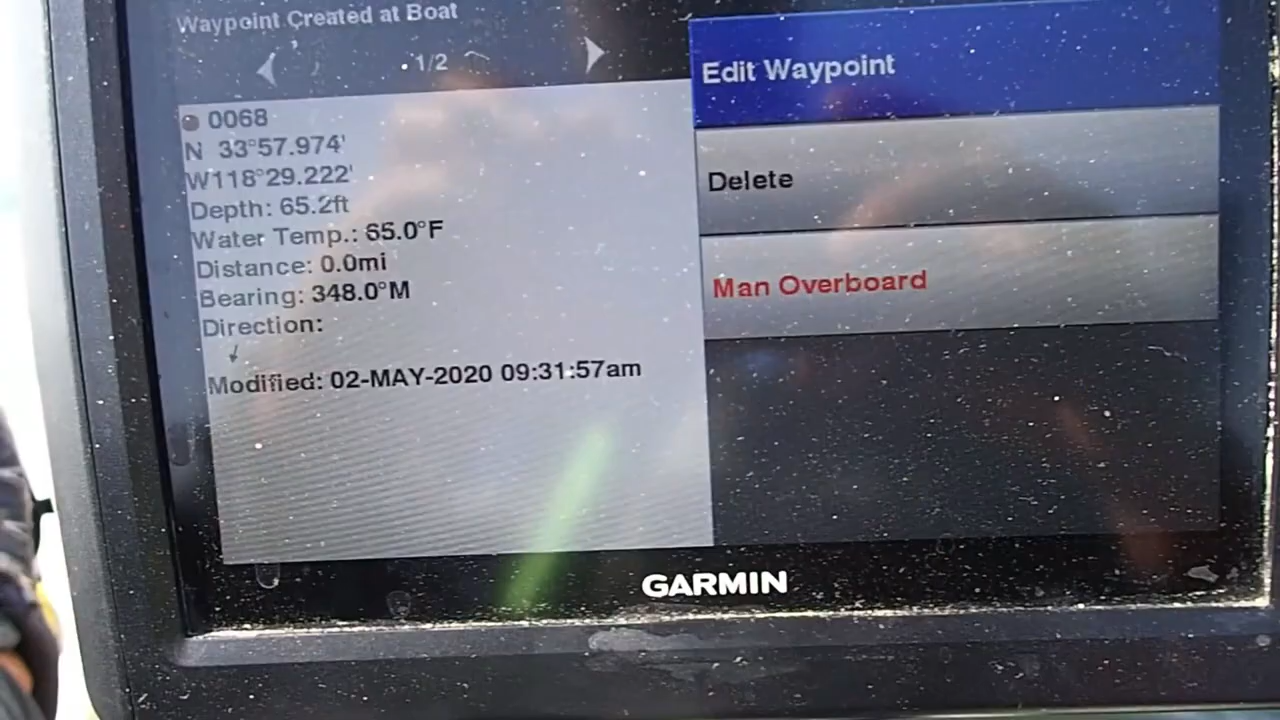 Waypoint Created at Boat
1/2
0068
N 33°57.974'
W118°29.222'
Depth: 65.2ft
Water Temp.: 65.0°F
Distance: 0.0mi
Bearing: 348.0°M
Direction:
Modified: 02-MAY-2020 09:31:57am
Edit Waypoint
Delete
Man Overboard
GARMIN